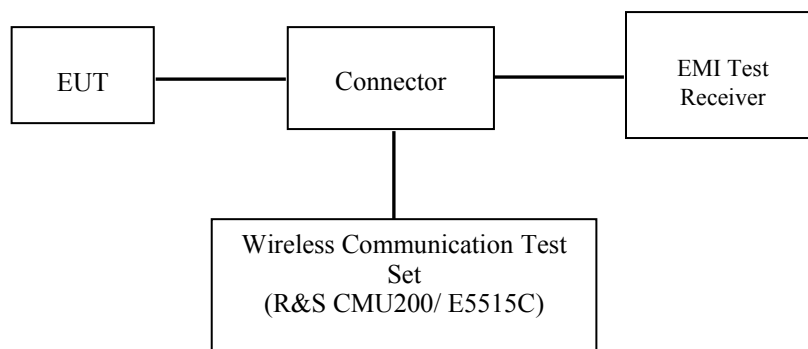 EUT
Connector
EMI Test
Receiver
Wireless Communication Test
Set
(R&S CMU200/ E5515C)